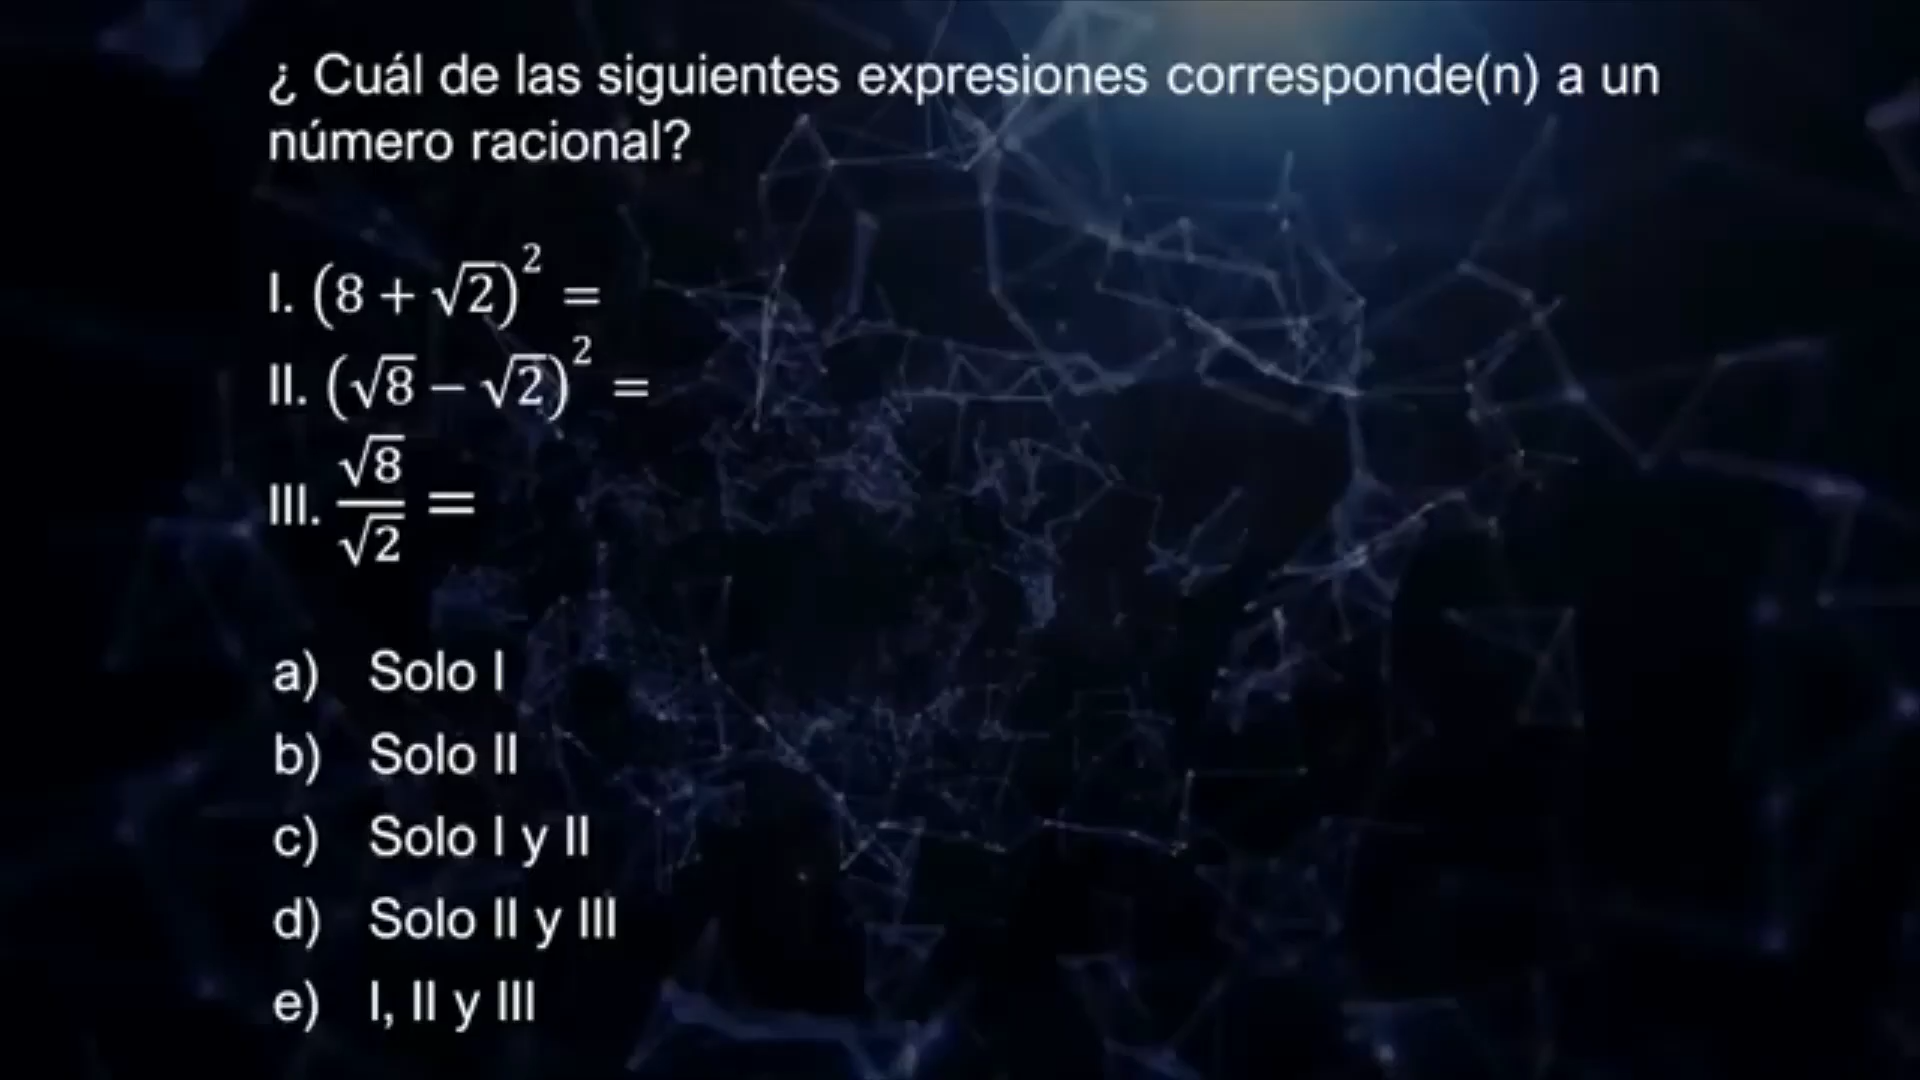 ¿ Cuál de las siguientes expresiones corresponde(n) a un
número racional?
I. (8 + √2)² =
II. (√8 − √2)² =
III. √8/√2 =
a) Solo I
b) Solo II
c) Solo I y II
d) Solo II y III
e) I, II y III